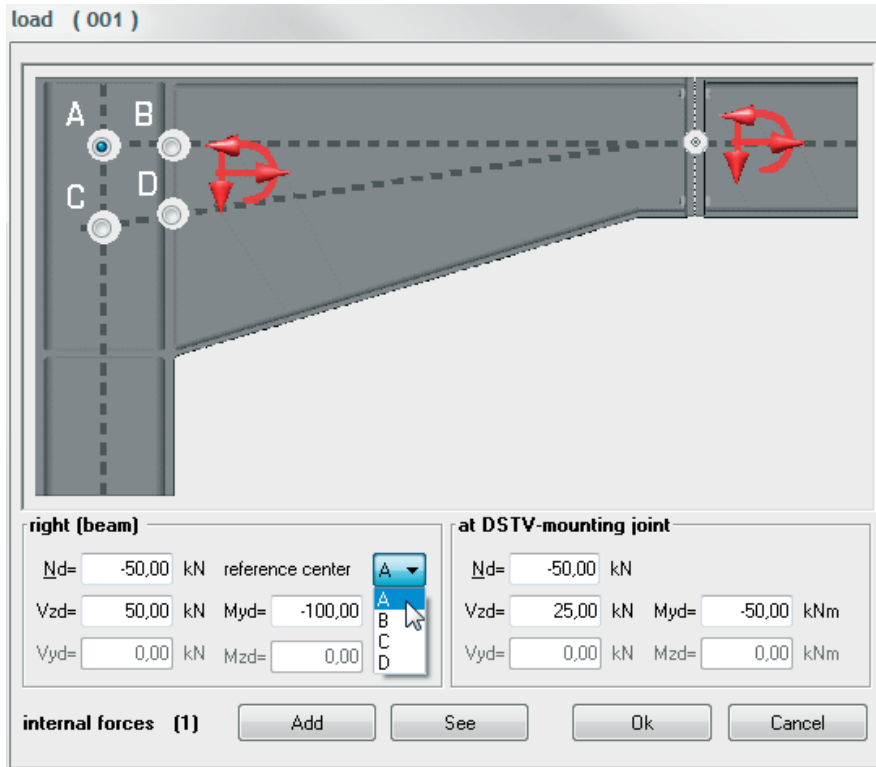 load ( 001 )
A B
C D
right (beam)
Nd= -50,00 kN reference center A
Vzd= 50,00 kN Myd= -100,00
Vyd= 0,00 kN Mzd= 0,00
A
B
C
D
at DSTV-mounting joint
Nd= -50,00 kN
Vzd= 25,00 kN Myd= -50,00 kNm
Vyd= 0,00 kN Mzd= 0,00 kNm
internal forces (1) Add See Ok Cancel